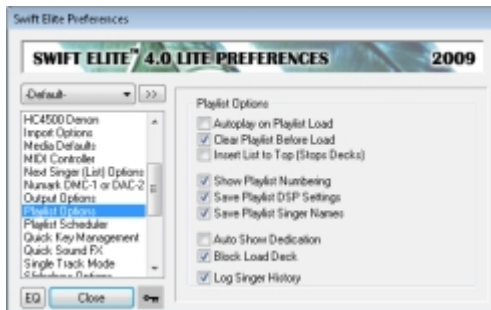 Swift Elite Preferences
SWIFT ELITE™ 4.0 LITE PREFERENCES 2009
-Default-
>>
HC4500 Denon
Import Options
Media Defaults
MIDI Controller
Next Singer (List) Options
Numark DMC-1 or DAC-2
Output Options
Playlist Options
Playlist Scheduler
Quick Key Management
Quick Sound FX
Single Track Mode
Slideshow Options
EQ
Close
Playlist Options
Autoplay on Playlist Load
Clear Playlist Before Load
Insert List to Top (Stops Decks)
Show Playlist Numbering
Save Playlist DSP Settings
Save Playlist Singer Names
Auto Show Dedication
Block Load Deck
Log Singer History